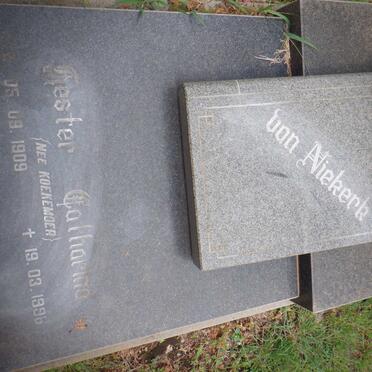 van Niekerk
Hester Catharina
(NEE KOEKEMOER)
05.09.1909 + 19.03.1996